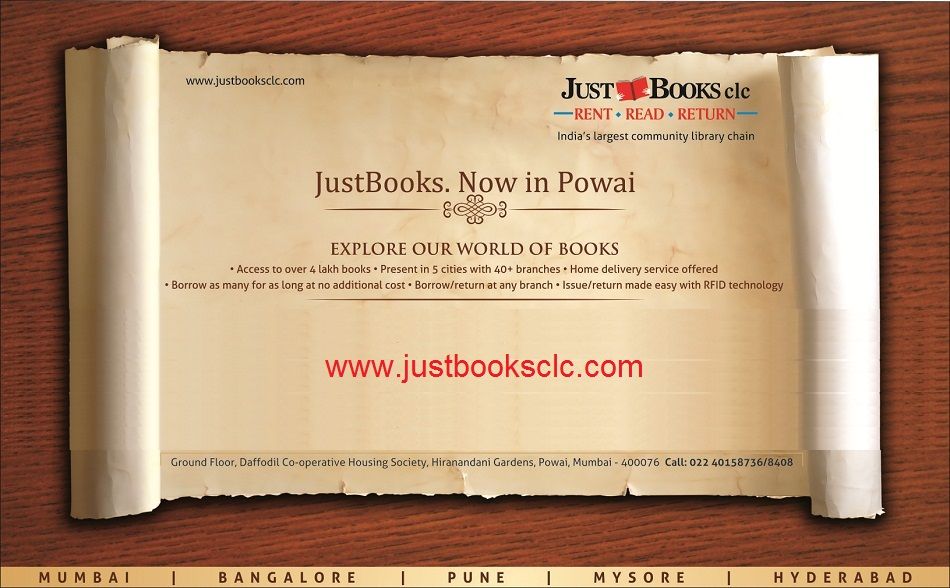 www.justbooksclc.com
JUST BOOKS clc
RENT • READ • RETURN
India's largest community library chain
JustBooks. Now in Powai
EXPLORE OUR WORLD OF BOOKS
• Access to over 4 lakh books • Present in 5 cities with 40+ branches • Home delivery service offered
• Borrow as many for as long at no additional cost • Borrow/return at any branch • Issue/return made easy with RFID technology
www.justbooksclc.com
Ground Floor, Daffodil Co-operative Housing Society, Hiranandani Gardens, Powai, Mumbai - 400076 Call: 022 40158736/8408
MUMBAI | BANGALORE | PUNE | MYSORE | HYDERABAD